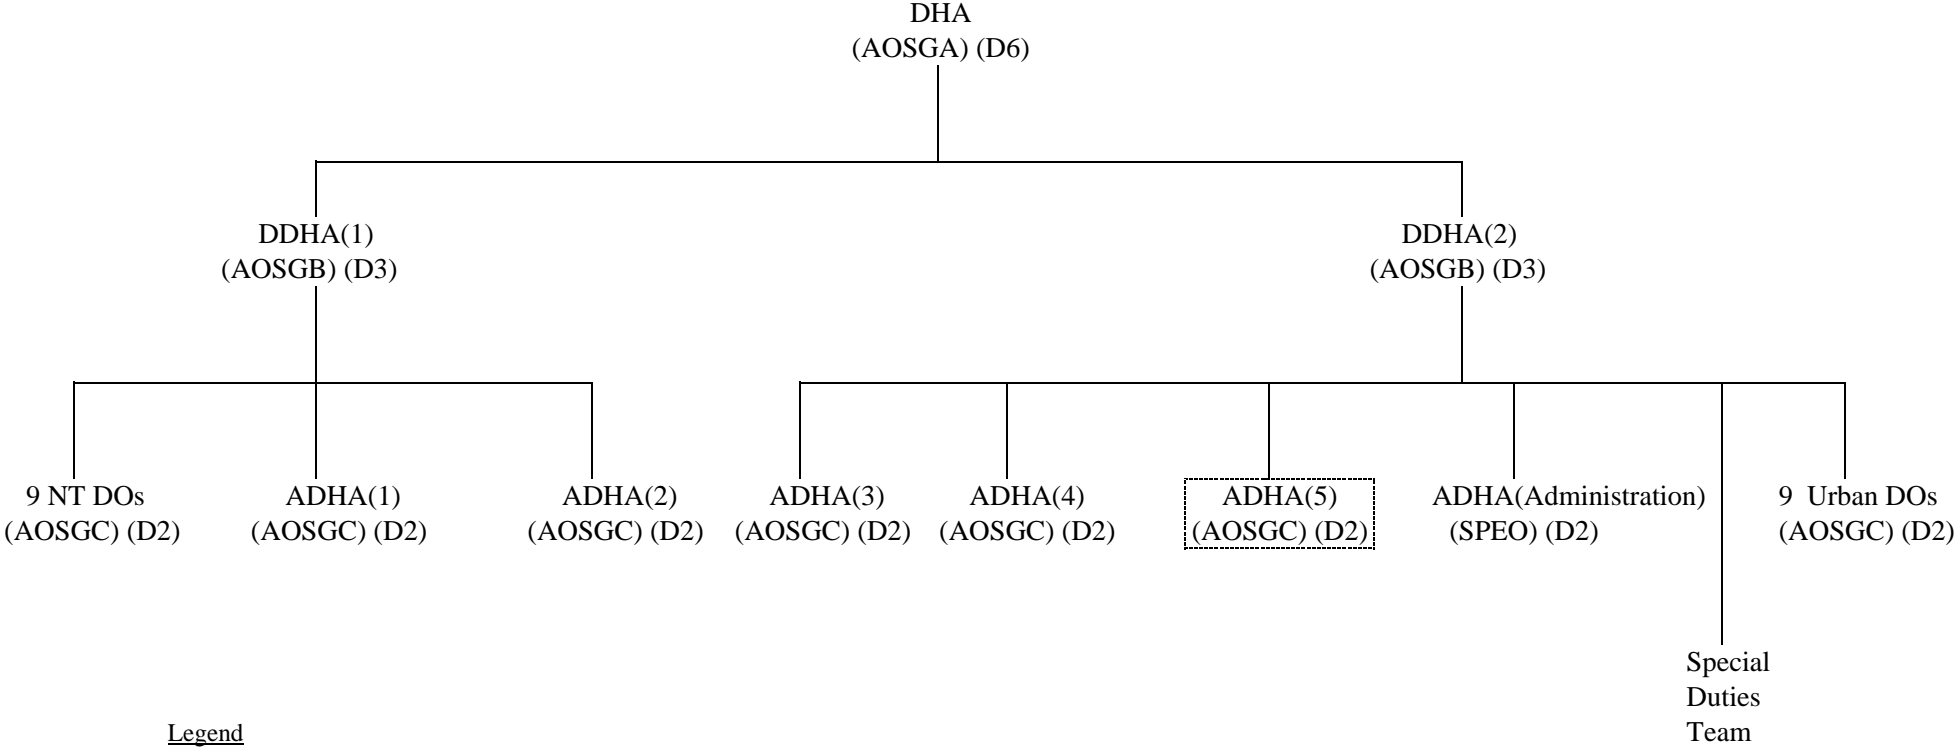 DHA
(AOSGA) (D6)
DDHA(1)
(AOSGB) (D3)
DDHA(2)
(AOSGB) (D3)
9 NT DOs
(AOSGC) (D2)
ADHA(1)
(AOSGC) (D2)
ADHA(2)
(AOSGC) (D2)
ADHA(3)
(AOSGC) (D2)
ADHA(4)
(AOSGC) (D2)
ADHA(5)
(AOSGC) (D2)
ADHA(Administration)
(SPEO) (D2)
9 Urban DOs
(AOSGC) (D2)
Special
Duties
Team
Legend